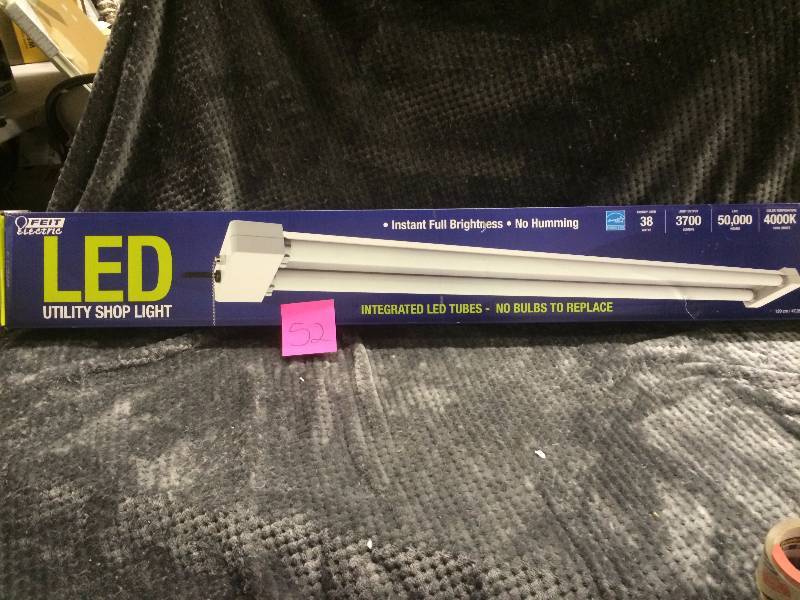 FEIT
electric
LED
UTILITY SHOP LIGHT
• Instant Full Brightness • No Humming
38
3700
50,000
4000K
INTEGRATED LED TUBES - NO BULBS TO REPLACE
52